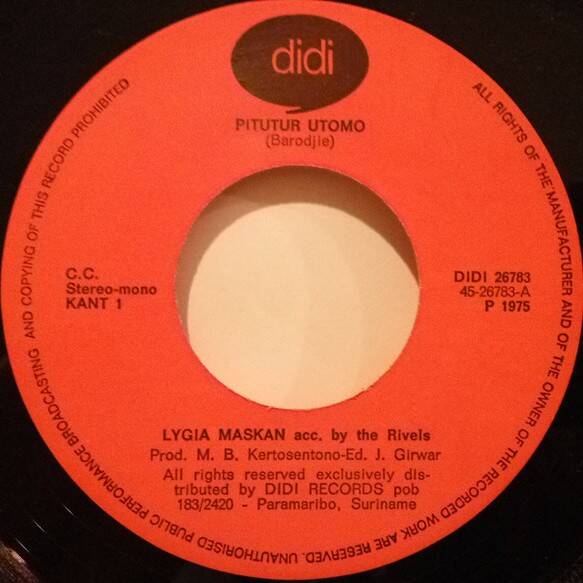 didi
PITUTUR UTOMO
(Barodjie)
C.C.
Stereo-mono
KANT 1
DIDI 26783
45-26783-A
P 1975
LYGIA MASKAN acc. by the Rivels
Prod. M. B. Kertosentono-Ed. J. Girwar
All rights reserved exclusively dis-
tributed by DIDI RECORDS pob
183/2420 - Paramaribo, Suriname
ALL RIGHTS OF THE MANUFACTURER AND OF THE OWNER OF THE RECORDED WORK ARE RESERVED. UNAUTHORISED PUBLIC PERFORMANCE BROADCASTING AND COPYING OF THIS RECORD PROHIBITED